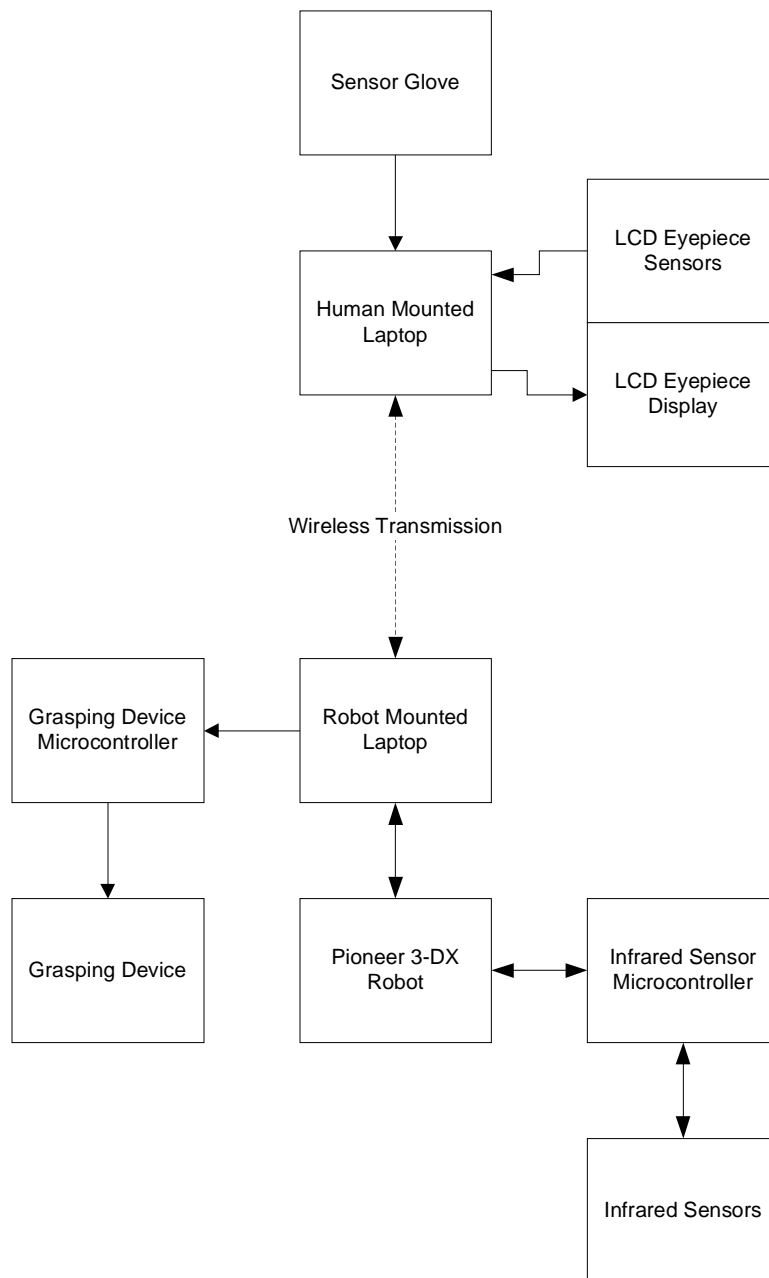 Sensor Glove
LCD Eyepiece
Sensors
Human Mounted
Laptop
LCD Eyepiece
Display
Wireless Transmission
Grasping Device
Microcontroller
Robot Mounted
Laptop
Grasping Device
Pioneer 3-DX
Robot
Infrared Sensor
Microcontroller
Infrared Sensors